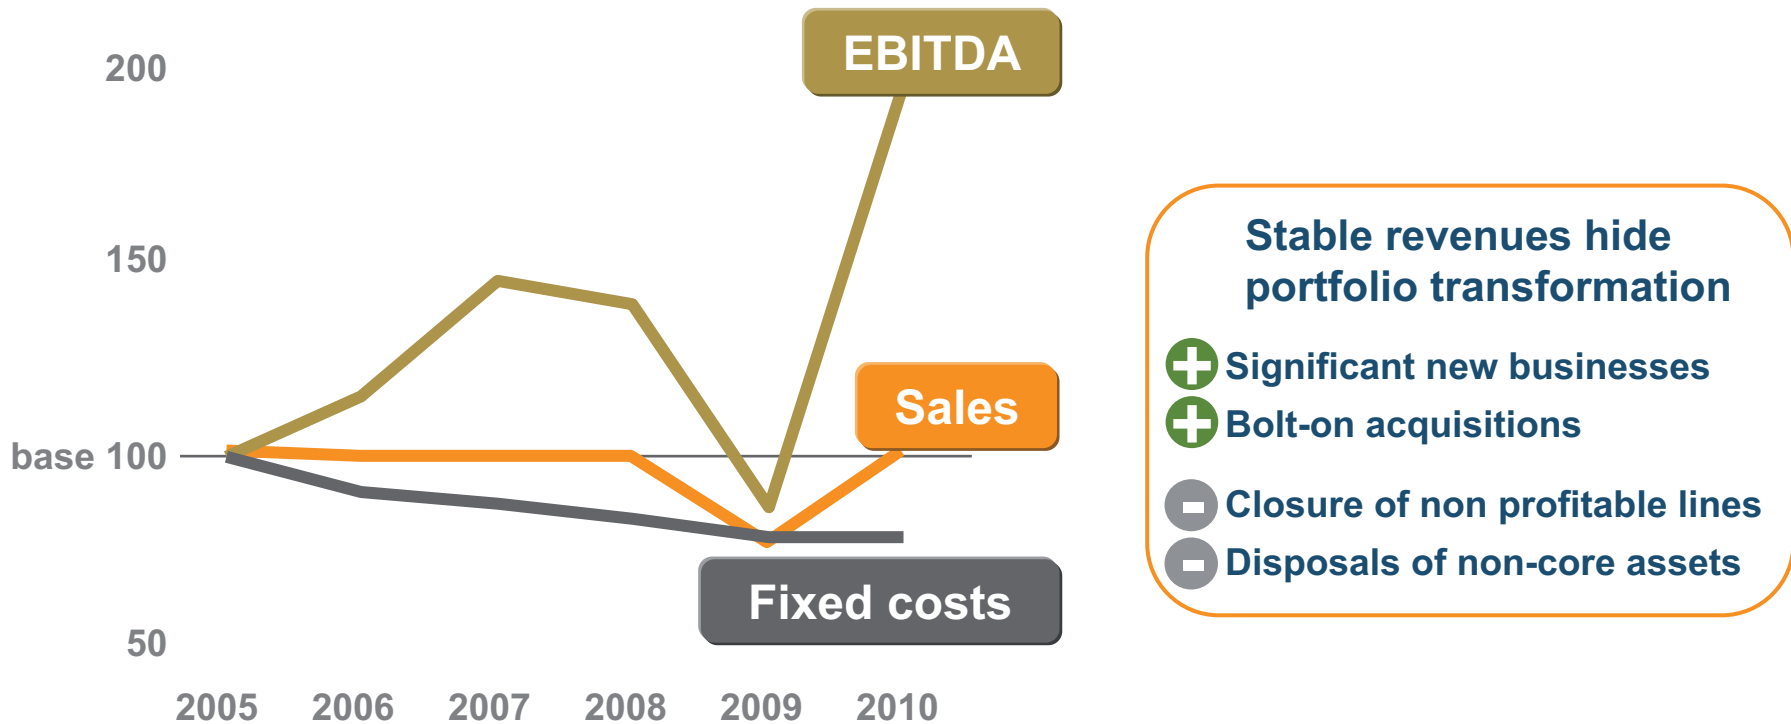 EBITDA
200
150
Sales
base 100
Fixed costs
50
2005 2006 2007 2008 2009 2010
Stable revenues hide
portfolio transformation
+ Significant new businesses
+ Bolt-on acquisitions
- Closure of non profitable lines
- Disposals of non-core assets